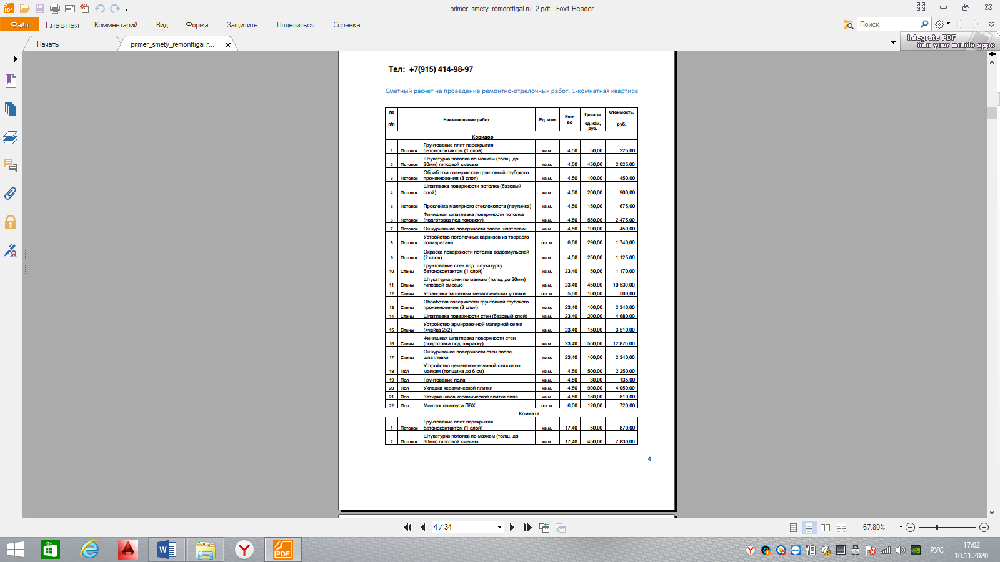 primer_smety_remonttigai.ru_2.pdf - Foxit Reader
Файл Главная Комментарий Вид Форма Защитить Поделиться Справка Поиск
Начать primer_smety_remonttigai.r... Integrate PDF
into your mobile apps
Тел: +7(915) 414-98-97
Сметный расчет на проведение ремонтно-отделочных работ, 1-комнатная квартира
№ п/п Наименование работ Ед. изм Кол-во Цена за ед.изм, руб. Стоимость, руб.
Коридор
1 Потолок Грунтование плит перекрытия бетоноконтактом (1 слой) кв.м. 4,50 50,00 225,00
2 Потолок Штукатурка потолка по маякам (толщ. до 30мм) гипсовой смесью кв.м. 4,50 450,00 2 025,00
3 Потолок Обработка поверхности грунтовкой глубокого проникновения (3 слоя) кв.м. 4,50 100,00 450,00
4 Потолок Шпатлевка поверхности потолка (базовый слой) кв.м. 4,50 200,00 900,00
5 Потолок Проклейка малярного стеклохолста (паутинка) кв.м. 4,50 150,00 675,00
6 Потолок Финишная шпатлевка поверхности потолка (подготовка под покраску) кв.м. 4,50 550,00 2 475,00
7 Потолок Ошкуривание поверхности после шпатлевки кв.м. 4,50 100,00 450,00
8 Потолок Устройство потолочных карнизов из твердого полиуретана пог.м. 6,00 290,00 1 740,00
9 Потолок Окраска поверхности потолка водоэмульсией (2 слоя) кв.м. 4,50 250,00 1 125,00
10 Стены Грунтование стен под штукатурку бетоноконтактом (1 слой) кв.м. 23,40 50,00 1 170,00
11 Стены Штукатурка стен по маякам (толщ. до 30мм) гипсовой смесью кв.м. 23,40 450,00 10 530,00
12 Стены Установка защитных металлических уголков пог.м. 5,00 100,00 500,00
13 Стены Обработка поверхности грунтовкой глубокого проникновения (3 слоя) кв.м. 23,40 100,00 2 340,00
14 Стены Шпатлевка поверхности стен (базовый слой) кв.м. 23,40 200,00 4 680,00
15 Стены Устройство армировочной малярной сетки (ячейка 2х2) кв.м. 23,40 150,00 3 510,00
16 Стены Финишная шпатлевка поверхности стен (подготовка под покраску) кв.м. 23,40 550,00 12 870,00
17 Стены Ошкуривание поверхности стен после шпатлевки кв.м. 23,40 100,00 2 340,00
18 Пол Устройство цементно-песчаной стяжки по маякам (толщина до 6 см) кв.м. 4,50 500,00 2 250,00
19 Пол Грунтование пола кв.м. 4,50 30,00 135,00
20 Пол Укладка керамической плитки кв.м. 4,50 900,00 4 050,00
21 Пол Затирка швов керамической плитки пола кв.м. 4,50 180,00 810,00
22 Пол Монтаж плинтуса ПВХ пог.м. 6,00 120,00 720,00
Комната
1 Потолок Грунтование плит перекрытия бетоноконтактом (1 слой) кв.м. 17,40 50,00 870,00
2 Потолок Штукатурка потолка по маякам (толщ. до 30мм) гипсовой смесью кв.м. 17,40 450,00 7 830,00
4
4 / 34 67.80%
РУС 17:02
10.11.2020